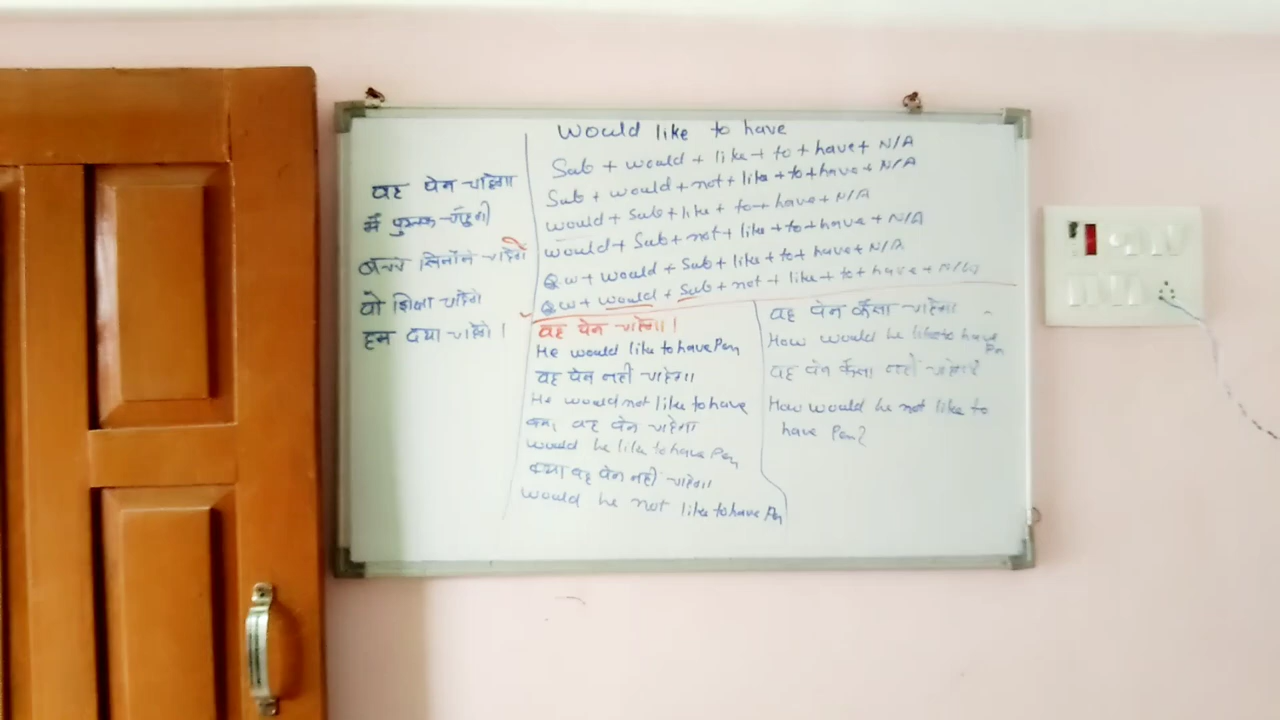 would like to have
Sub + would + like + to + have + N/A
Sub + would + not + like + to + have + N/A
would + Sub + like + to + have + N/A
would + Sub + not + like + to + have + N/A
Qw + would + Sub + like + to + have + N/A
Qw + would + Sub + not + like + to + have +
वह पेन चाहेगा
मैं पुस्तक चाहूँगी
खिलौने चाहेंगे
वो शिक्षा चाहेंगे
हम दया चाहेंगे।
वह पेन चाहेगा।
He would like to have Pen
वह पेन नहीं चाहेगा।
He would not like to have
क्या वह पेन चाहेगा
would he like to have Pen
क्या वह पेन नहीं चाहेगा।
would he not like to have Pen
वह पेन कैसा चाहेगा
How would he like to have
Pen
वह पेन कैसा नहीं चाहेगा
How would he not like to
have Pen?